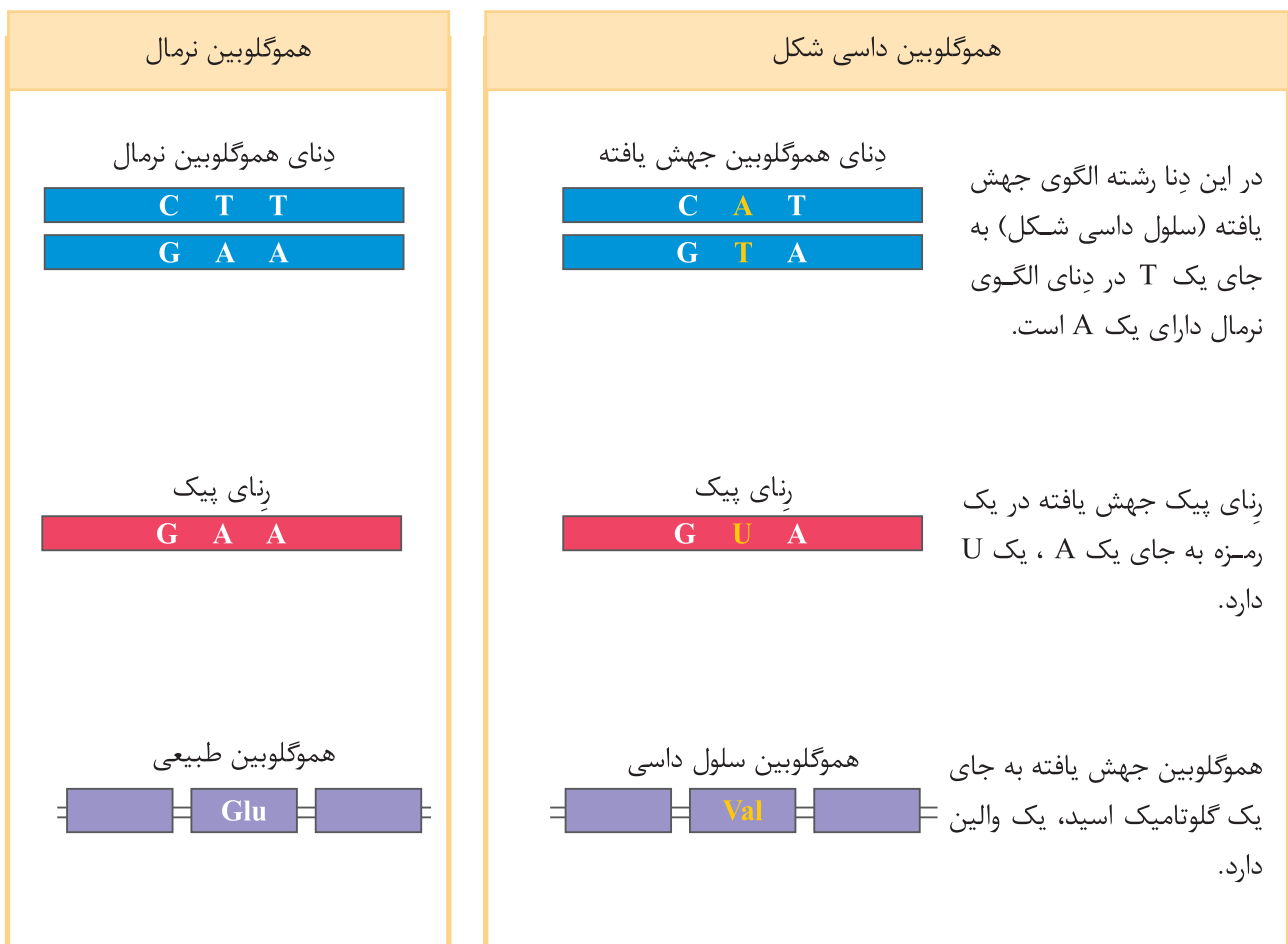 هموگلوبین داسی شکل
در این دِنا رشته الگوی جهش
یافته (سلول داسی شکل) به
جای یک T در دِنای الگوی
نرمال دارای یک A است.
دِنای هموگلوبین جهش یافته
C A T
G T A
رِنای پیک جهش یافته در یک
رمزه به جای یک A ، یک U
دارد.
رِنای پیک
G U A
هموگلوبین جهش یافته به جای
یک گلوتامیک اسید، یک والین
دارد.
هموگلوبین سلول داسی
Val
هموگلوبین نرمال
دِنای هموگلوبین نرمال
C T T
G A A
رِنای پیک
G A A
هموگلوبین طبیعی
Glu